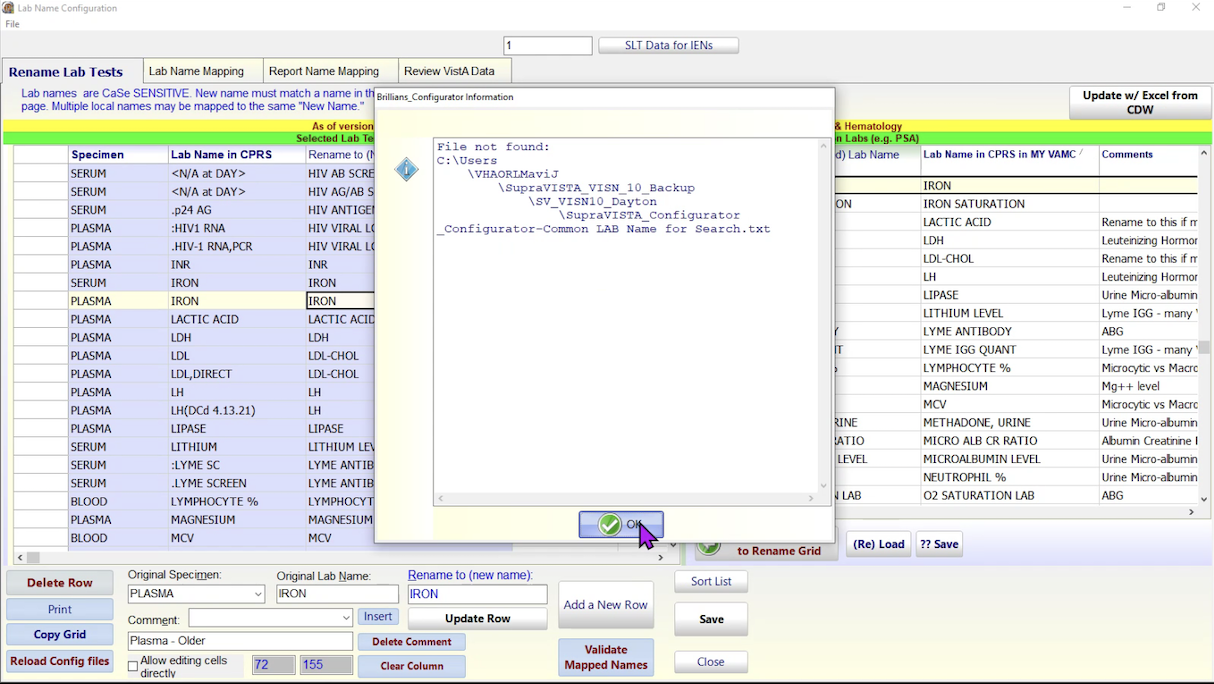 Lab Name Configuration
File
1
SLT Data for IENs
Rename Lab Tests
Lab Name Mapping
Report Name Mapping
Review VistA Data
Lab names are CaSe SENSITIVE. New name must match a name in th
page. Multiple local names may be mapped to the same "New Name."
Update w/ Excel from
CDW
As of version
& Hematology
Selected Lab Te
n Labs (e.g. PSA)
Brillians_Configurator Information
File not found:
C:\Users
\VHAORLMaviJ
\SupraVISTA_VISN_10_Backup
\SV_VISN10_Dayton
\SupraVISTA_Configurator
_Configurator-Common LAB Name for Search.txt
OK
Specimen Lab Name in CPRS Rename to (N
SERUM <N/A at DAY> HIV AB SCRE
SERUM <N/A at DAY> HIV AG/AB S
SERUM .p24 AG HIV ANTIGEN
PLASMA :HIV1 RNA HIV VIRAL LO
PLASMA .HIV-1 RNA,PCR HIV VIRAL LO
PLASMA INR INR
SERUM IRON IRON
PLASMA IRON IRON
PLASMA LACTIC ACID LACTIC ACID
PLASMA LDH LDH
PLASMA LDL LDL-CHOL
PLASMA LDL,DIRECT LDL-CHOL
PLASMA LH LH
PLASMA LH(DCd 4.13.21) LH
PLASMA LIPASE LIPASE
SERUM LITHIUM LITHIUM LEV
SERUM :LYME SC LYME ANTIB
SERUM .LYME SCREEN LYME ANTIB
BLOOD LYMPHOCYTE % LYMPHOCYT
PLASMA MAGNESIUM MAGNESIUM
BLOOD MCV MCV
d) Lab Name Lab Name in CPRS in MY VAMC Comments
IRON
ON IRON SATURATION
LACTIC ACID Rename to this if m
LDH Leuteinizing Hormor
LDL-CHOL Rename to this if m
LH Leuteinizing Hormor
LIPASE Urine Micro-albumin
LITHIUM LEVEL Lyme IGG - many
Y LYME ANTIBODY ABG
NT LYME IGG QUANT Lyme IGG - many
% LYMPHOCYTE % Microcytic vs Macro
MAGNESIUM Mg++ level
MCV Microcytic vs Macro
RINE METHADONE, URINE Urine Micro-albumin
RATIO MICRO ALB CR RATIO Albumin Creatinine
LEVEL MICROALBUMIN LEVEL Urine Micro-albumin
NEUTROPHIL % Urine Micro-albumin
LAB O2 SATURATION LAB ABG
to Rename Grid
(Re) Load
?? Save
Delete Row
Print
Copy Grid
Reload Config files
Original Specimen:
PLASMA
Original Lab Name:
IRON
Rename to (new name):
IRON
Comment:
Insert
Update Row
Plasma - Older
Delete Comment
Allow editing cells
directly
72
155
Clear Column
Add a New Row
Validate
Mapped Names
Sort List
Save
Close